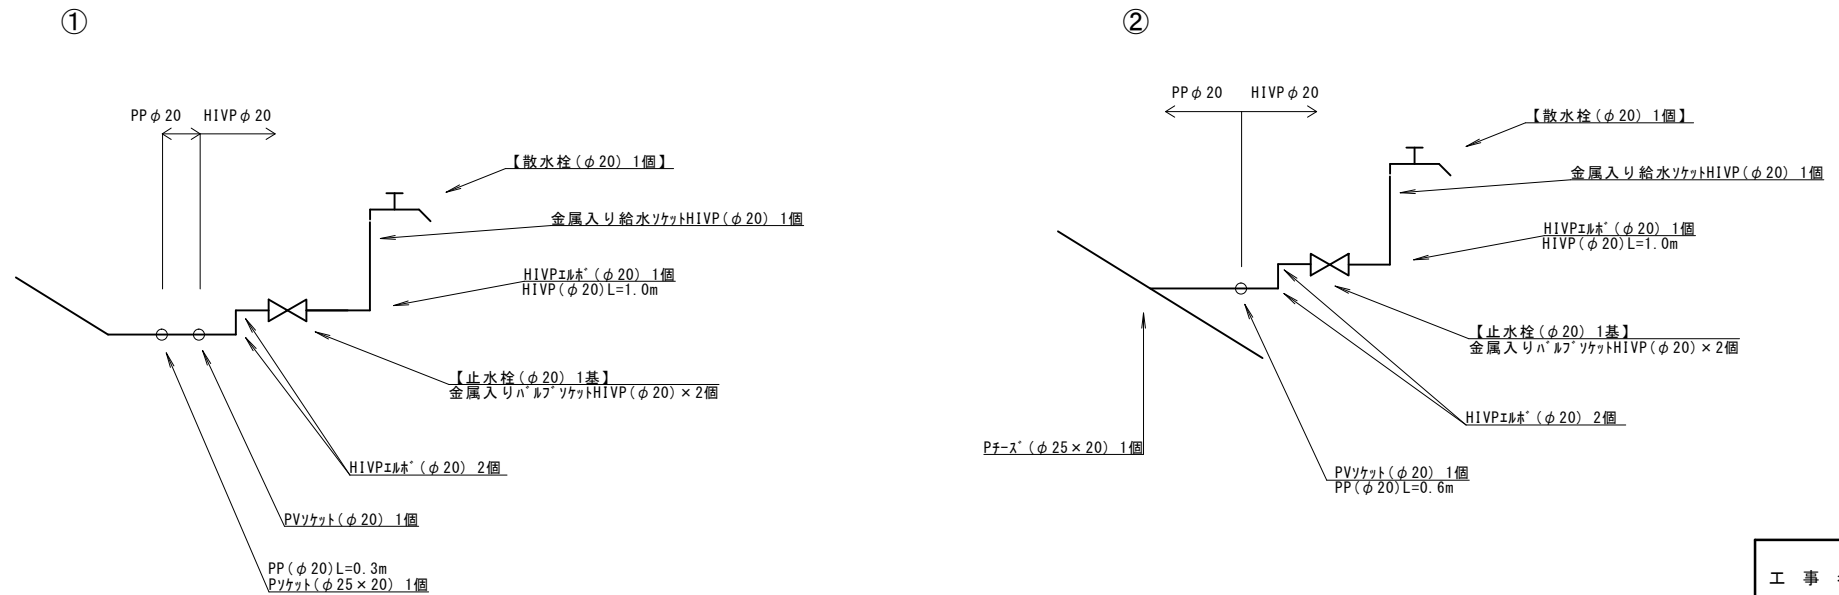 ①
PPφ20 HIVPφ20
【散水栓(φ20) 1個】
金属入り給水ｿｹｯﾄHIVP(φ20) 1個
HIVPｴﾙﾎﾞ(φ20) 1個
HIVP(φ20)L=1.0m
【止水栓(φ20) 1基】
金属入りﾊﾞﾙﾌﾞｿｹｯﾄHIVP(φ20)×2個
HIVPｴﾙﾎﾞ(φ20) 2個
PVｿｹｯﾄ(φ20) 1個
PP(φ20)L=0.3m
Pｿｹｯﾄ(φ25×20) 1個
②
PPφ20 HIVPφ20
【散水栓(φ20) 1個】
金属入り給水ｿｹｯﾄHIVP(φ20) 1個
HIVPｴﾙﾎﾞ(φ20) 1個
HIVP(φ20)L=1.0m
【止水栓(φ20) 1基】
金属入りﾊﾞﾙﾌﾞｿｹｯﾄHIVP(φ20)×2個
HIVPｴﾙﾎﾞ(φ20) 2個
Pﾁｰｽﾞ(φ25×20) 1個
PVｿｹｯﾄ(φ20) 1個
PP(φ20)L=0.6m
工 事